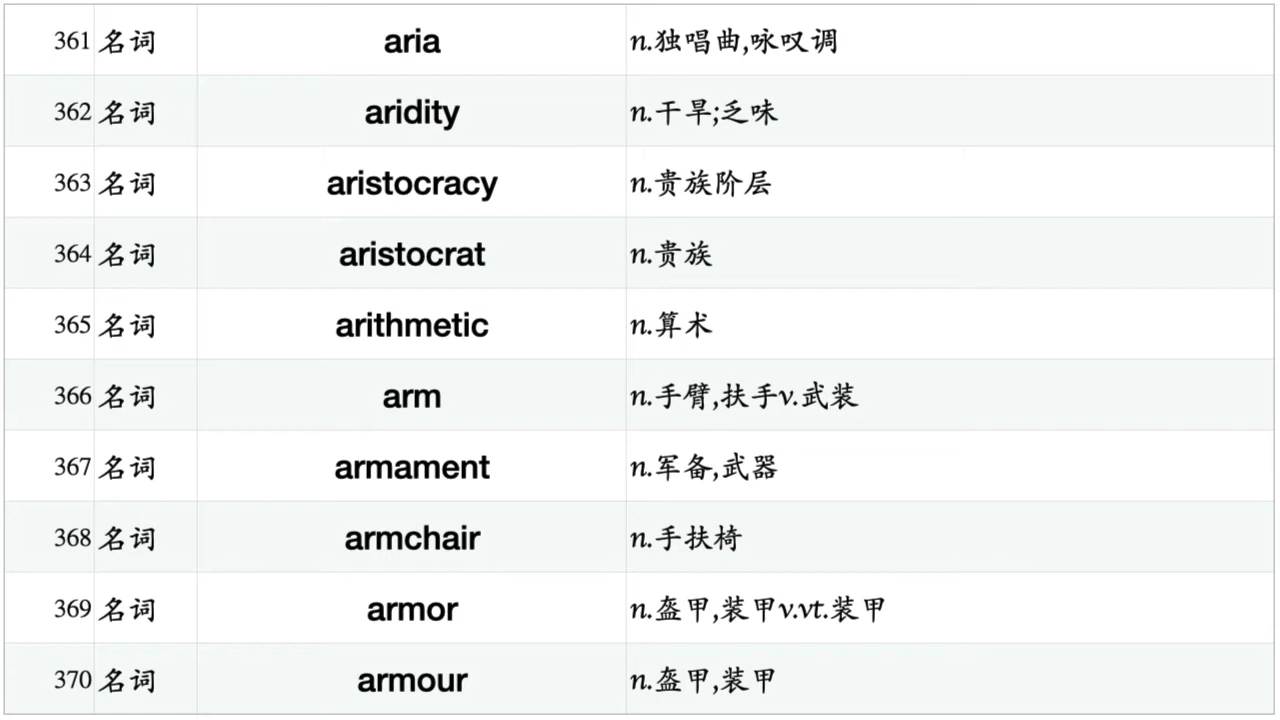 361 名词 aria n.独唱曲,咏叹调
362 名词 aridity n.干旱;乏味
363 名词 aristocracy n.贵族阶层
364 名词 aristocrat n.贵族
365 名词 arithmetic n.算术
366 名词 arm n.手臂,扶手v.武装
367 名词 armament n.军备,武器
368 名词 armchair n.手扶椅
369 名词 armor n.盔甲,装甲v.vt.装甲
370 名词 armour n.盔甲,装甲